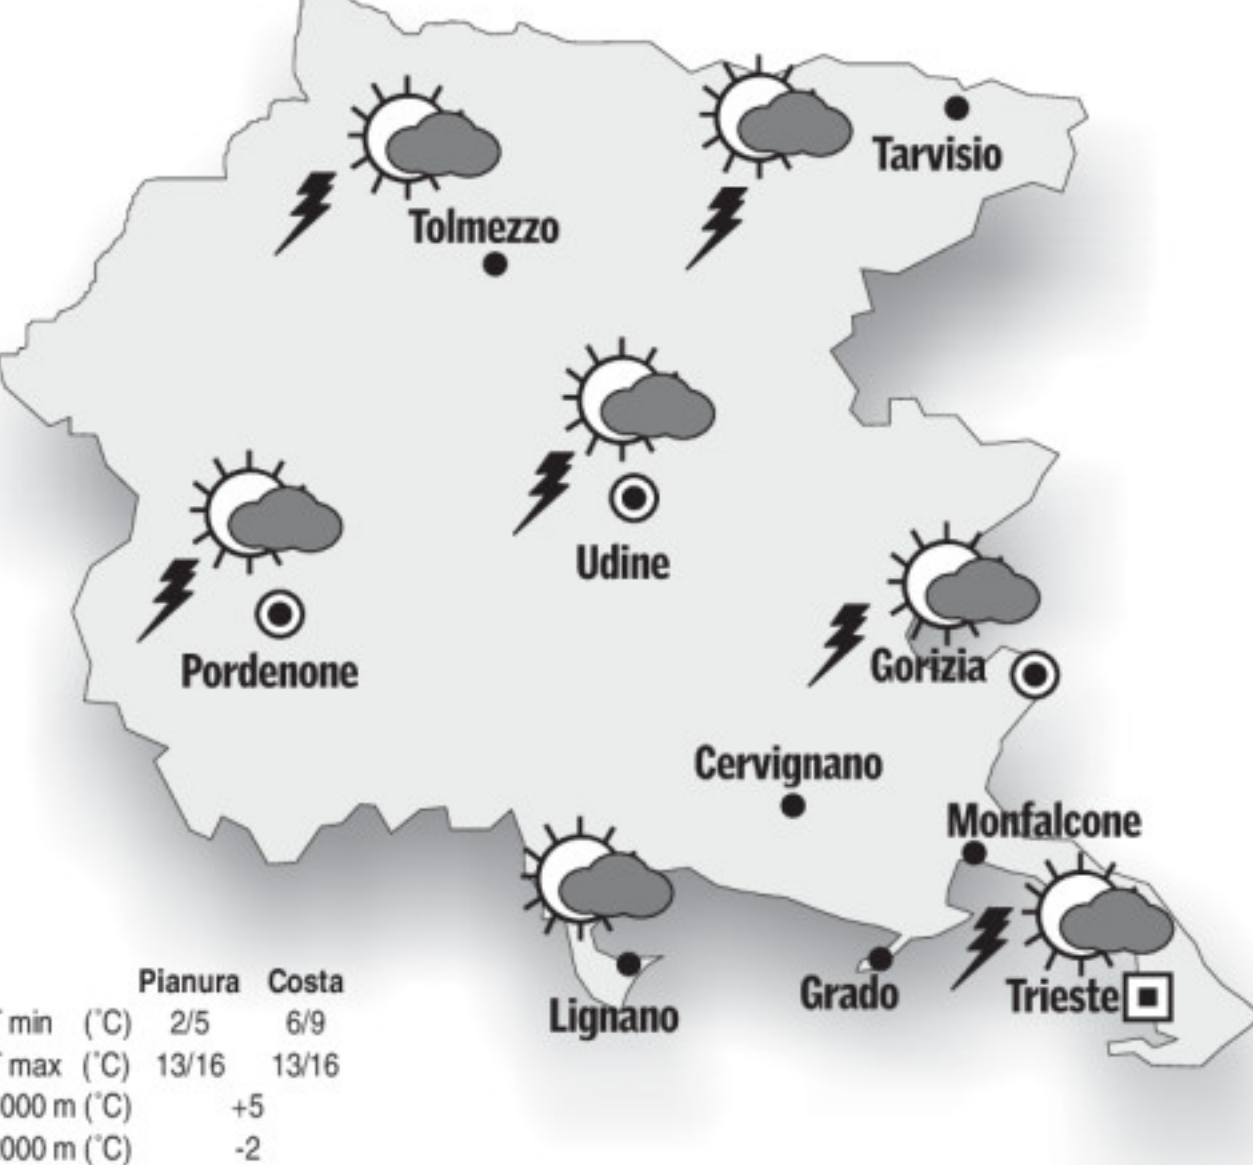 Tarvisio
Tolmezzo
Udine
Pordenone
Gorizia
Cervignano
Monfalcone
Grado
Trieste
Lignano
Pianura Costa
min (°C) 2/5 6/9
max (°C) 13/16 13/16
000 m (°C) +5
000 m (°C) -2